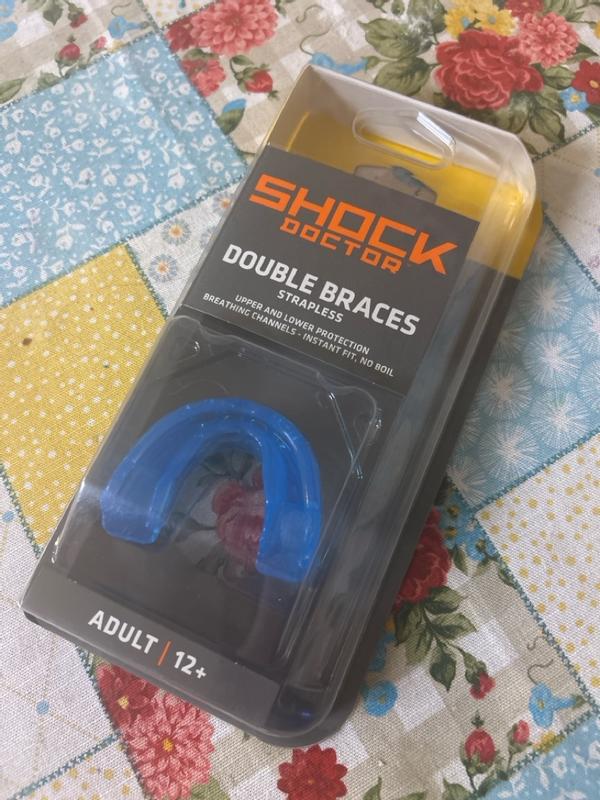 SHOCK
DOCTOR
DOUBLE BRACES
STRAPLESS
UPPER AND LOWER PROTECTION
BREATHING CHANNELS - INSTANT FIT, NO BOIL
ADULT | 12+